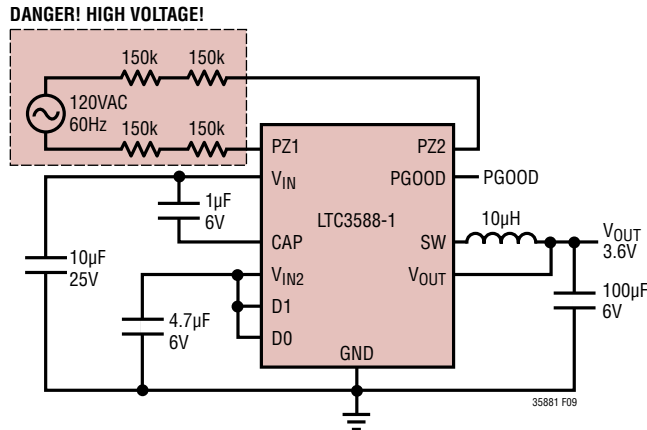 DANGER! HIGH VOLTAGE!
150k 150k
120VAC
60Hz
150k 150k
PZ1
PZ2
VIN
PGOOD
PGOOD
1µF
6V
LTC3588-1
10µH
CAP
SW
VOUT
3.6V
10µF
25V
VIN2
VOUT
D1
100µF
6V
4.7µF
6V
D0
GND
35881 F09